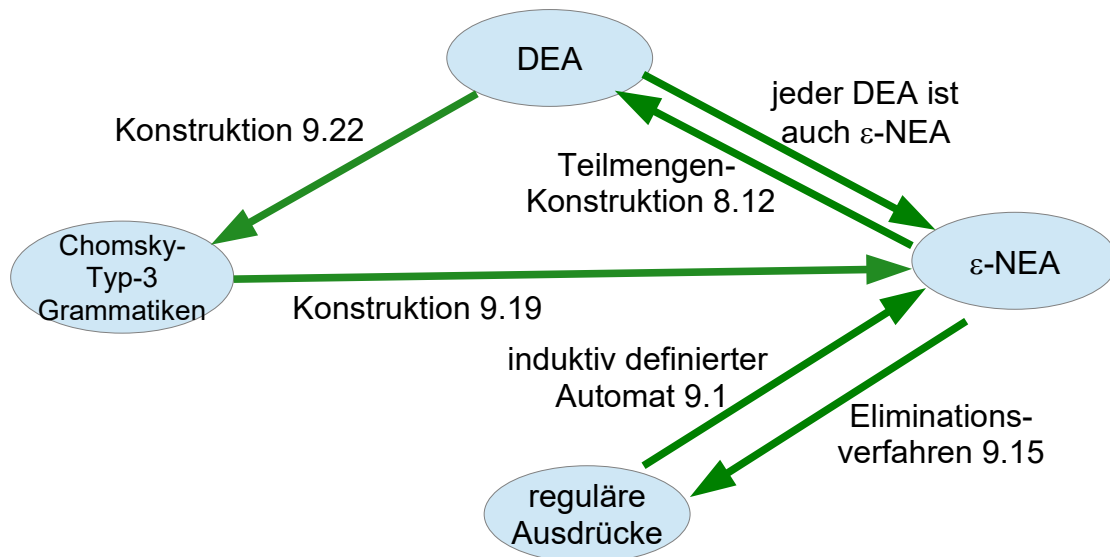 DEA
jeder DEA ist
auch ε-NEA
Konstruktion 9.22
Teilmengen-
Konstruktion 8.12
Chomsky-
Typ-3
Grammatiken
ε-NEA
Konstruktion 9.19
induktiv definierter
Automat 9.1
Eliminations-
verfahren 9.15
reguläre
Ausdrücke